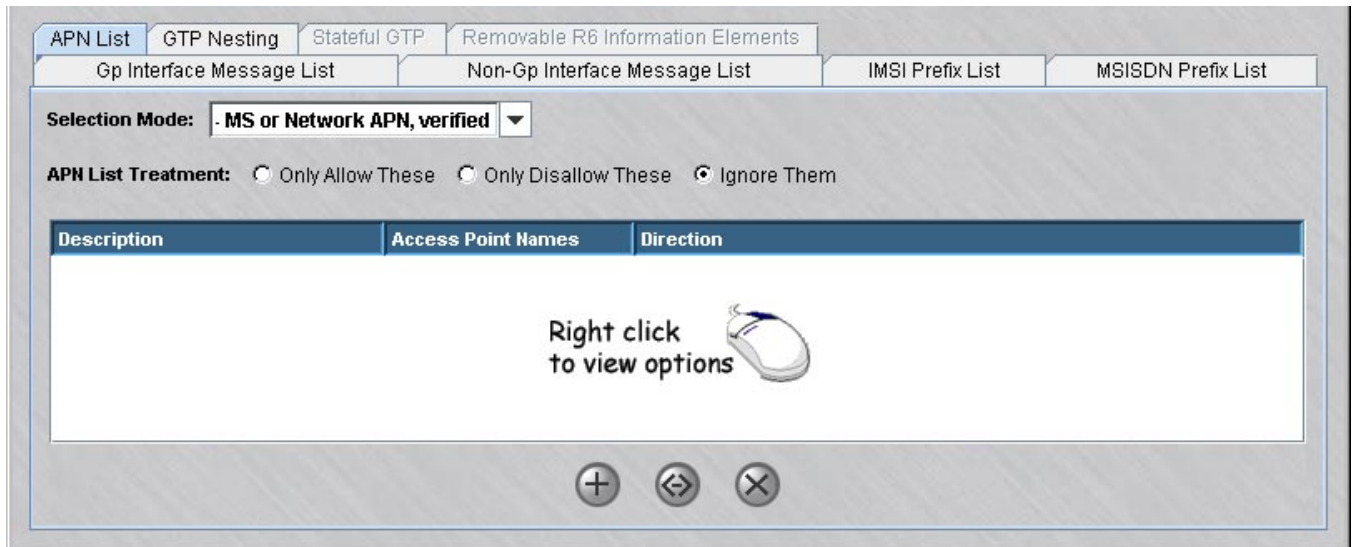 APN List GTP Nesting Stateful GTP Removable R6 Information Elements
Gp Interface Message List Non-Gp Interface Message List IMSI Prefix List MSISDN Prefix List
Selection Mode: - MS or Network APN, verified
APN List Treatment: Only Allow These Only Disallow These Ignore Them
Description Access Point Names Direction
Right click
to view options